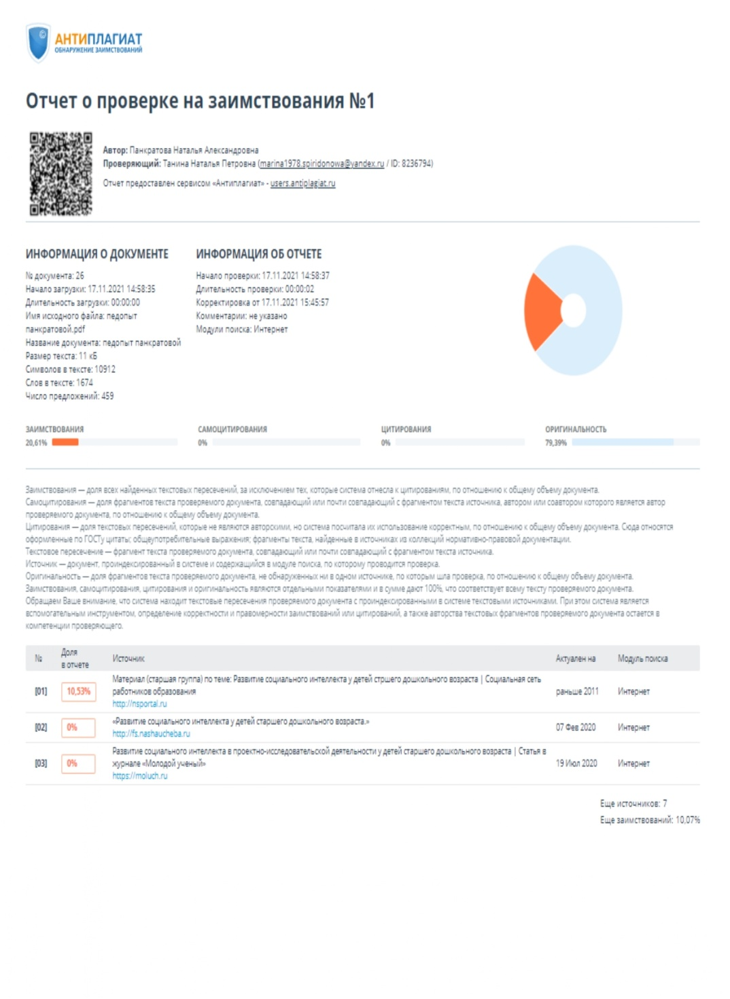 АНТИПЛАГИАТ
ОБНАРУЖЕНИЕ ЗАИМСТВОВАНИЙ
Отчет о проверке на заимствования №1
Автор: Панкратова Наталья Александровна
Проверяющий: Танина Наталья Петровна (marina1978.spiridonowa@yandex.ru / ID: 8236794)
Отчет предоставлен сервисом «Антиплагиат» - users.antiplagiat.ru
ИНФОРМАЦИЯ О ДОКУМЕНТЕ
№ документа: 26
Начало загрузки: 17.11.2021 14:58:35
Длительность загрузки: 00:00:00
Имя исходного файла: педопыт
панкратовой.pdf
Название документа: педопыт панкратовой
Размер текста: 11 кБ
Символов в тексте: 10912
Слов в тексте: 1674
Число предложений: 459
ИНФОРМАЦИЯ ОБ ОТЧЕТЕ
Начало проверки: 17.11.2021 14:58:37
Длительность проверки: 00:00:02
Корректировка от 17.11.2021 15:45:57
Комментарии: не указано
Модули поиска: Интернет
ЗАИМСТВОВАНИЯ
20,61%
САМОЦИТИРОВАНИЯ
0%
ЦИТИРОВАНИЯ
0%
ОРИГИНАЛЬНОСТЬ
79,39%
Заимствования — доля всех найденных текстовых пересечений, за исключением тех, которые система отнесла к цитированиям, по отношению к общему объему документа.
Самоцитирования — доля фрагментов текста проверяемого документа, совпадающий или почти совпадающий с фрагментом текста источника, автором или соавтором которого является автор
проверяемого документа, по отношению к общему объему документа.
Цитирования — доля текстовых пересечений, которые не являются авторскими, но система посчитала их использование корректным, по отношению к общему объему документа. Сюда относятся
оформленные по ГОСТу цитаты; общеупотребительные выражения; фрагменты текста, найденные в источниках из коллекций нормативно-правовой документации.
Текстовое пересечение — фрагмент текста проверяемого документа, совпадающий или почти совпадающий с фрагментом текста источника.
Источник — документ, проиндексированный в системе и содержащийся в модуле поиска, по которому проводится проверка.
Оригинальность — доля фрагментов текста проверяемого документа, не обнаруженных ни в одном источнике, по которым шла проверка, по отношению к общему объему документа.
Заимствования, самоцитирования, цитирования и оригинальность являются отдельными показателями и в сумме дают 100%, что соответствует всему тексту проверяемого документа.
Обращаем Ваше внимание, что система находит текстовые пересечения проверяемого документа с проиндексированными в системе текстовыми источниками. При этом система является
вспомогательным инструментом, определение корректности и правомерности заимствований или цитирований, а также авторства текстовых фрагментов проверяемого документа остается в
компетенции проверяющего.
№ Доля в отчете Источник Актуален на Модуль поиска
[01] 10,53% Материал (старшая группа) по теме: Развитие социального интеллекта у детей стршего дошкольного возраста | Социальная сеть
работников образования раньше 2011 Интернет
http://nsportal.ru
[02] 0% «Развитие социального интеллекта у детей старшего дошкольного возраста.» 07 Фев 2020 Интернет
http://fs.nashaucheba.ru
[03] 0% Развитие социального интеллекта в проектно-исследовательской деятельности у детей старшего дошкольного возраста | Статья в
журнале «Молодой ученый» 19 Июл 2020 Интернет
https://moluch.ru
Еще источников: 7
Еще заимствований: 10,07%